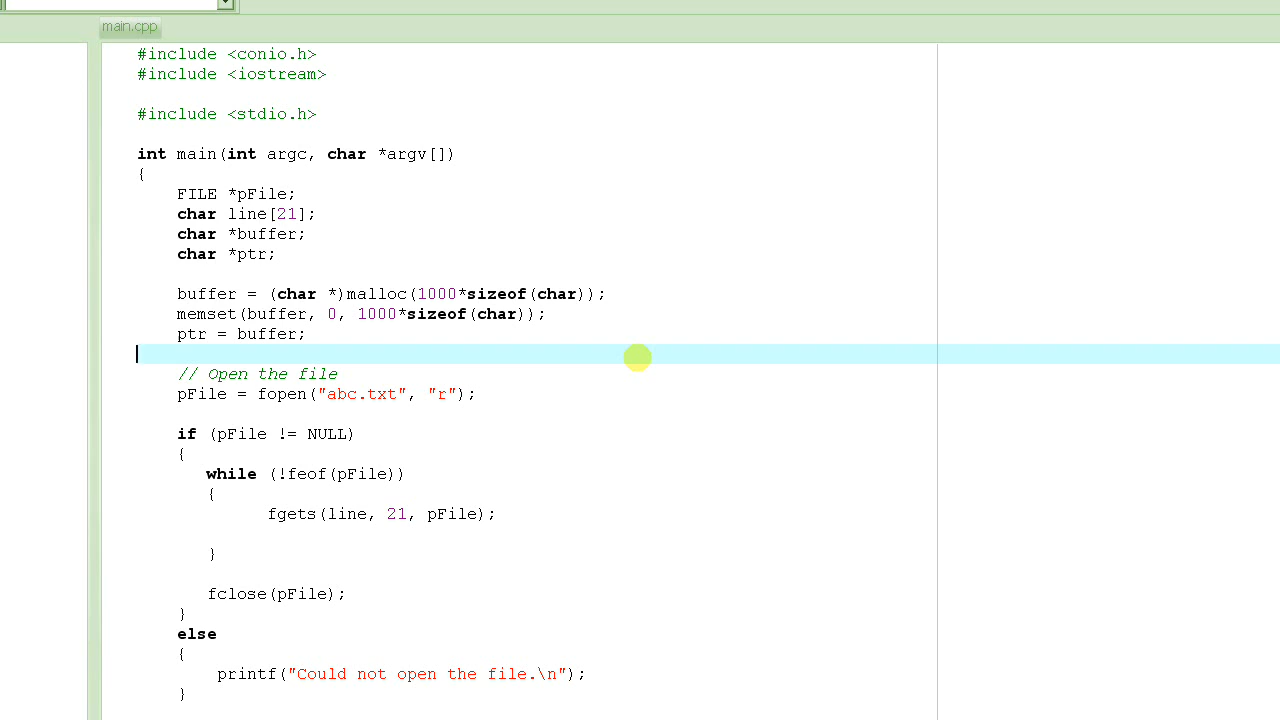 main.cpp
#include <conio.h>
#include <iostream>
#include <stdio.h>
int main(int argc, char *argv[])
{
FILE *pFile;
char line[21];
char *buffer;
char *ptr;
buffer = (char *)malloc(1000*sizeof(char));
memset(buffer, 0, 1000*sizeof(char));
ptr = buffer;
// Open the file
pFile = fopen("abc.txt", "r");
if (pFile != NULL)
{
while (!feof(pFile))
{
fgets(line, 21, pFile);
}
fclose(pFile);
}
else
{
printf("Could not open the file.\n");
}